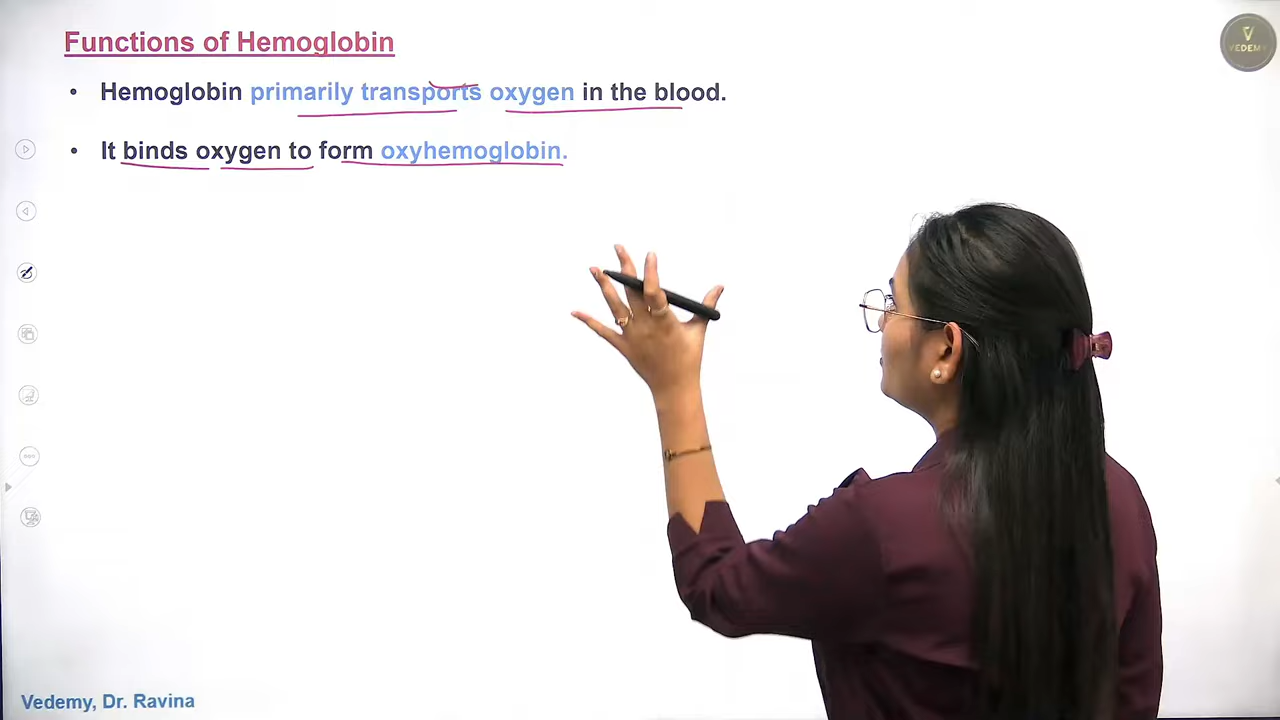 Functions of Hemoglobin
• Hemoglobin primarily transports oxygen in the blood.
• It binds oxygen to form oxyhemoglobin.
VEDEMY
Vedemy, Dr. Ravina